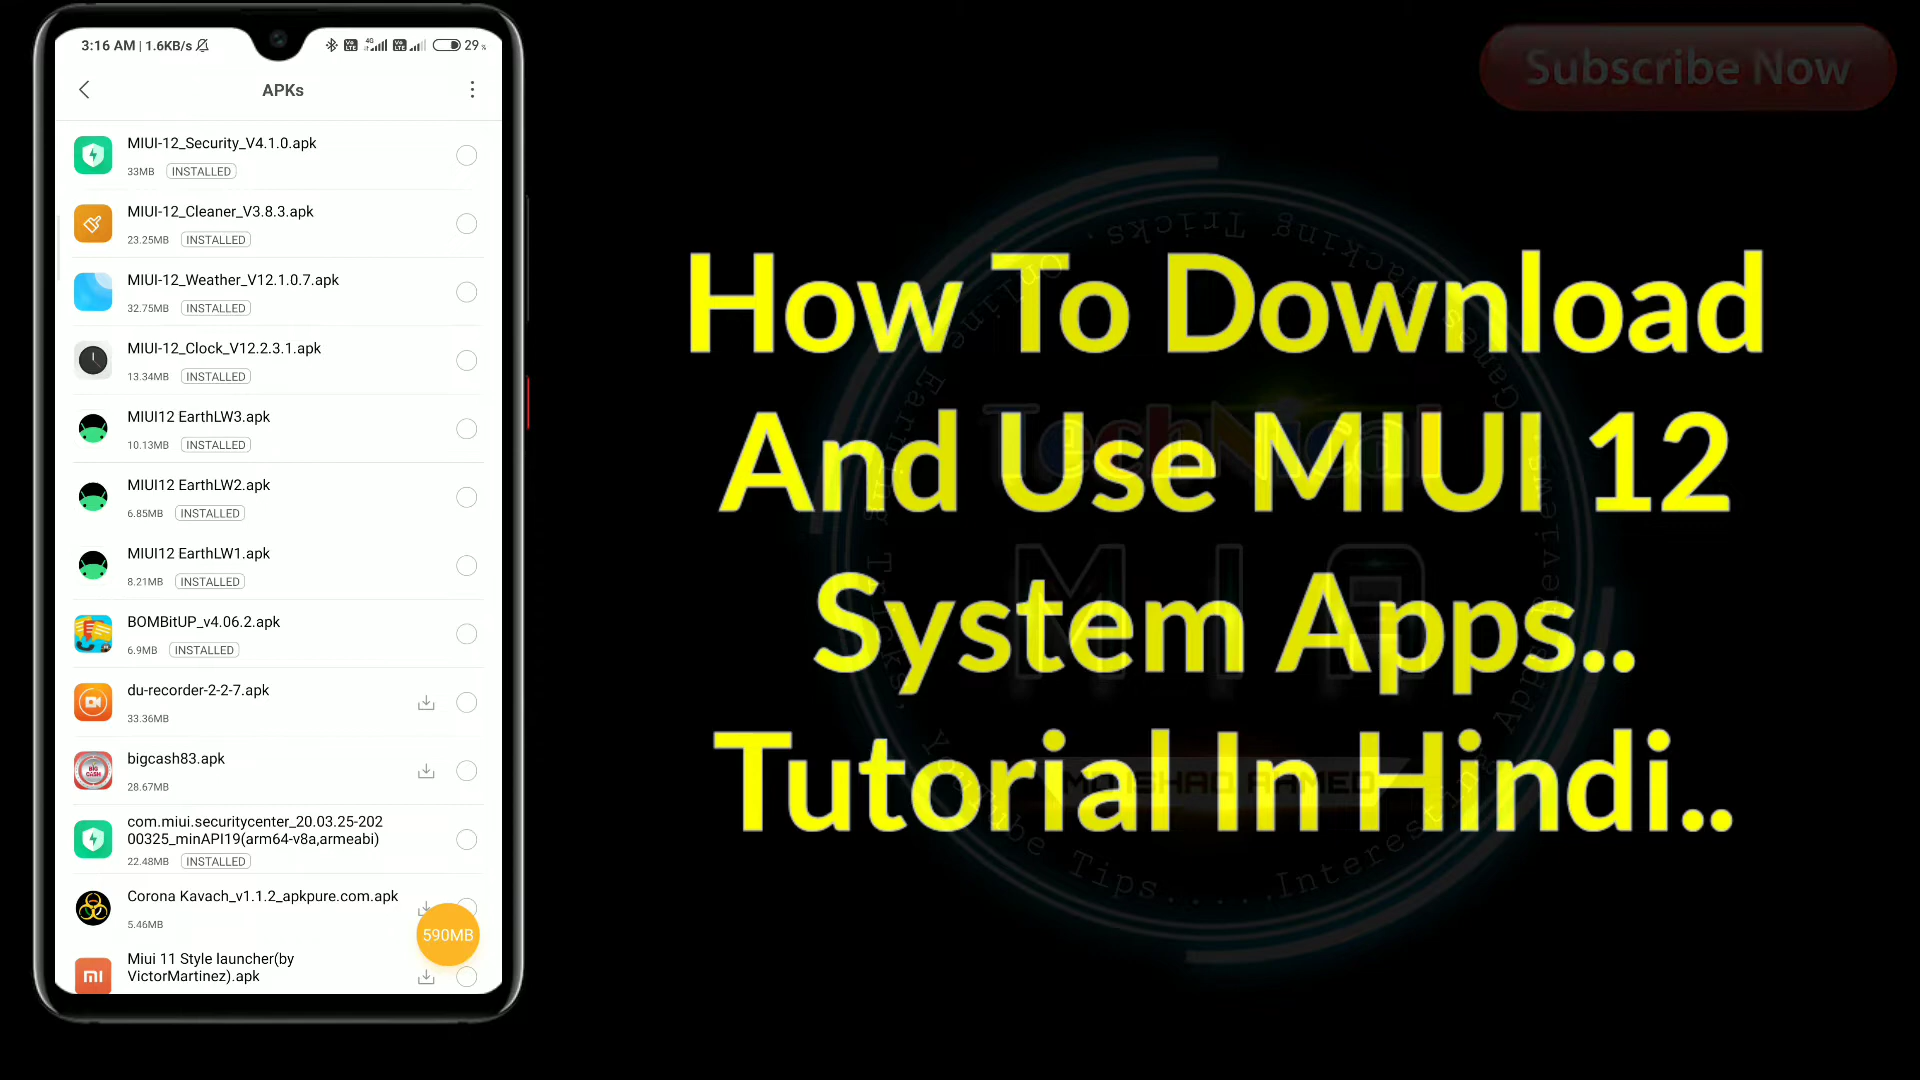 3:16 AM | 1.6KB/s
4G
29%
APKs
MIUI-12_Security_V4.1.0.apk
33MB INSTALLED
MIUI-12_Cleaner_V3.8.3.apk
23.25MB INSTALLED
MIUI-12_Weather_V12.1.0.7.apk
32.75MB INSTALLED
MIUI-12_Clock_V12.2.3.1.apk
13.34MB INSTALLED
MIUI12 EarthLW3.apk
10.13MB INSTALLED
MIUI12 EarthLW2.apk
6.85MB INSTALLED
MIUI12 EarthLW1.apk
8.21MB INSTALLED
BOMBitUP_v4.06.2.apk
6.9MB INSTALLED
du-recorder-2-2-7.apk
33.36MB
BIG CASH
bigcash83.apk
28.67MB
com.miui.securitycenter_20.03.25-202
00325_minAPI19(arm64-v8a,armeabi)
22.48MB INSTALLED
Corona Kavach_v1.1.2_apkpure.com.apk
5.46MB
590MB
mi
Miui 11 Style launcher(by
VictorMartinez).apk
Subscribe Now
How To Download
And Use MIUI 12
System Apps..
Tutorial In Hindi..